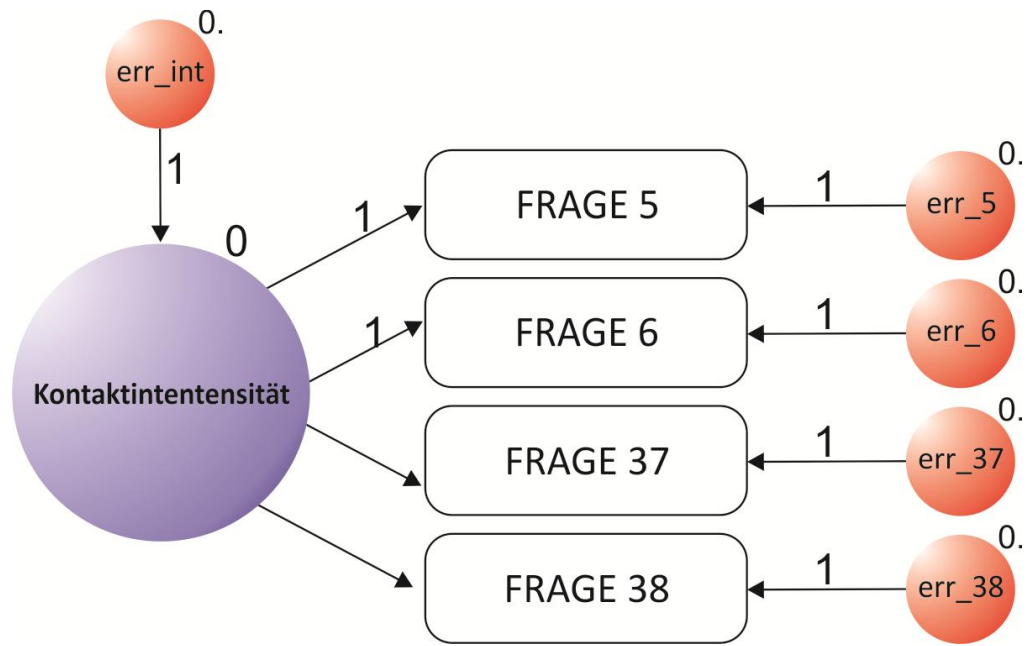 0.
err_int
1
0
1
FRAGE 5
1
err_5
0.
1
FRAGE 6
1
err_6
0.
Kontaktintentensität
FRAGE 37
1
err_37
0.
FRAGE 38
1
err_38
0.